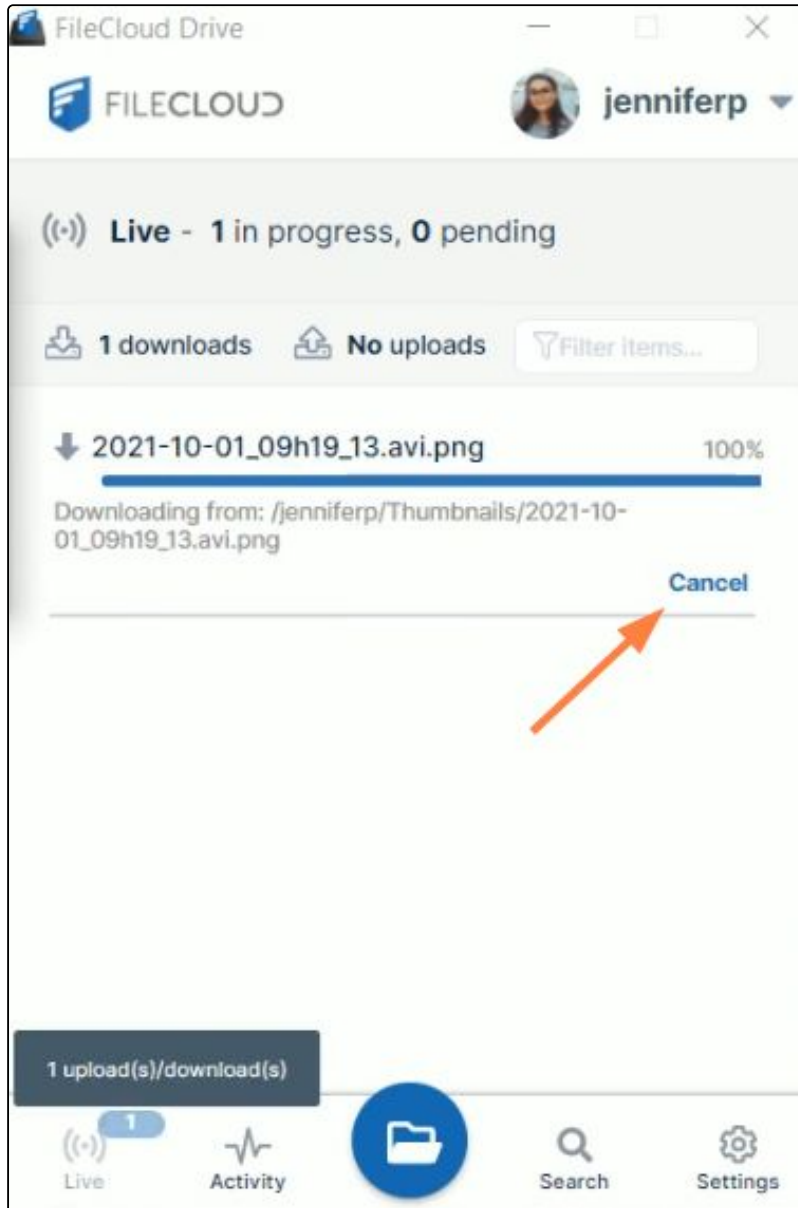 FileCloud Drive
FILECLOUD
jenniferp
Live - 1 in progress, 0 pending
1 downloads No uploads Filter items...
2021-10-01_09h19_13.avi.png 100%
Downloading from: /jenniferp/Thumbnails/2021-10-
01_09h19_13.avi.png
Cancel
1 upload(s)/download(s)
1
Live Activity Search Settings